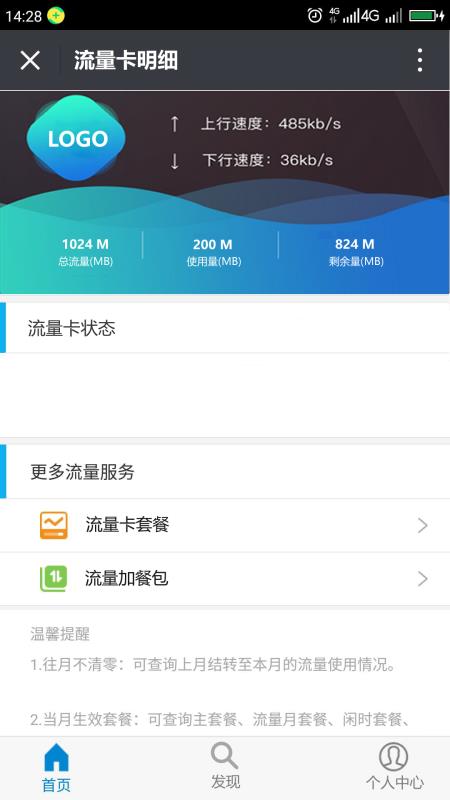 14:28
4G 4G
流量卡明细
LOGO
↑ 上行速度：485kb/s
↓ 下行速度：36kb/s
1024 M 200 M 824 M
总流量(MB) 使用量(MB) 剩余量(MB)
流量卡状态
更多流量服务
流量卡套餐
流量加餐包
温馨提醒
1.往月不清零：可查询上月结转至本月的流量使用情况。
2.当月生效套餐：可查询主套餐、流量月套餐、闲时套餐、
首页 发现 个人中心